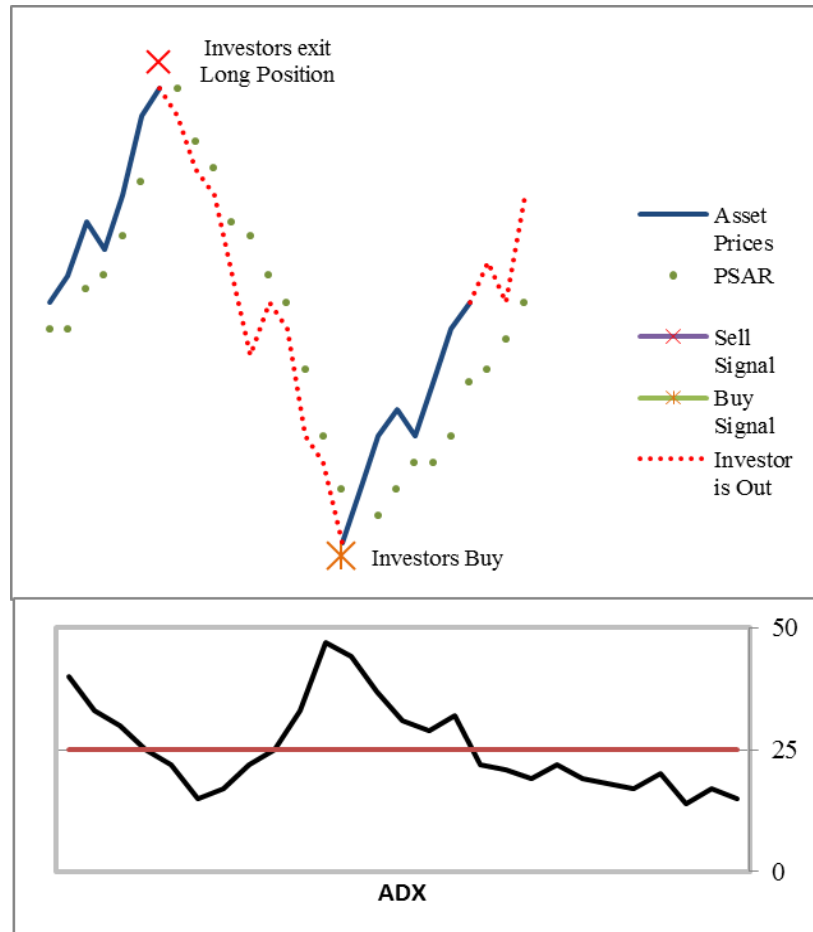 Investors exit
Long Position
Asset
Prices
PSAR
Sell
Signal
Buy
Signal
Investor
is Out
Investors Buy
50
25
0
ADX